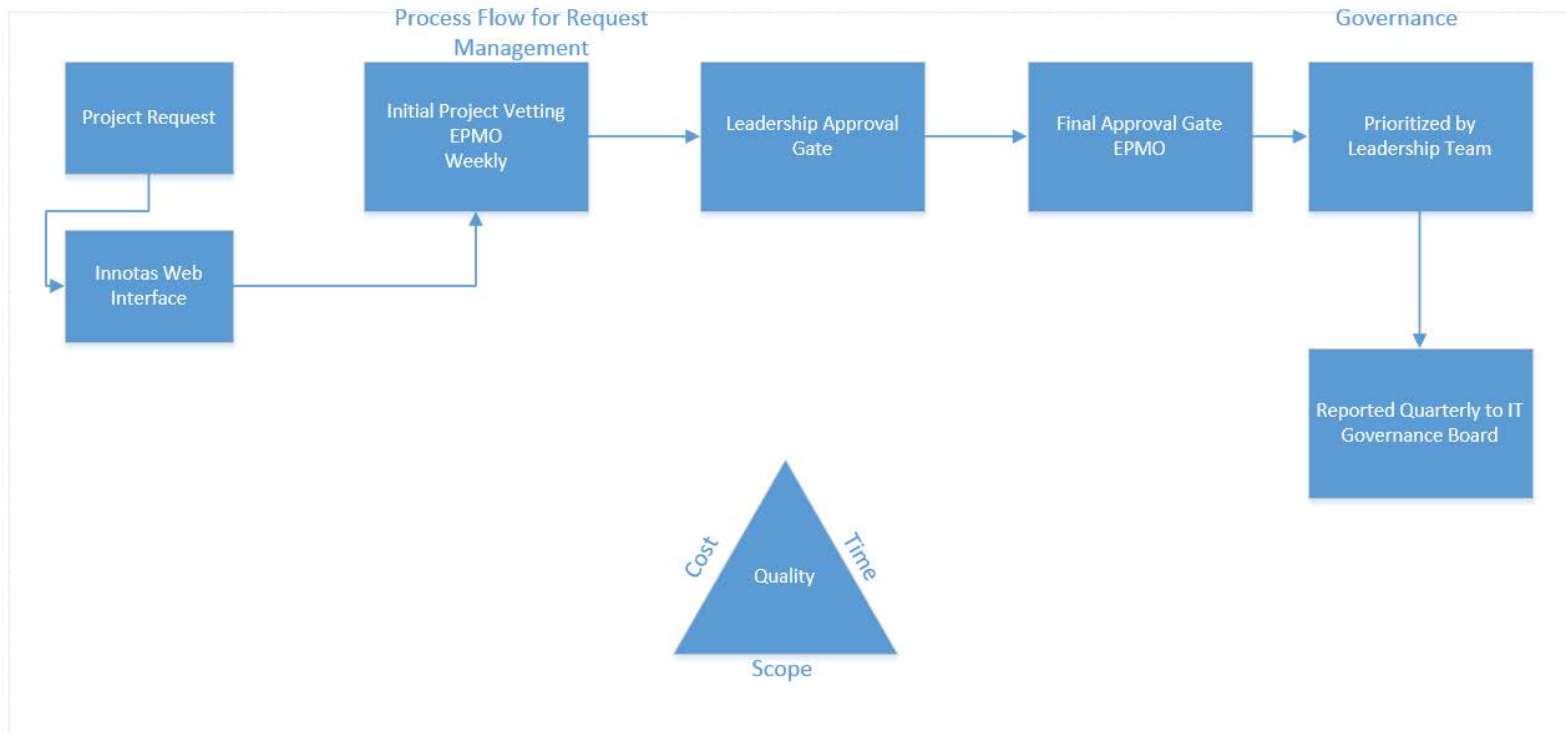 Process Flow for Request
Management
Governance
Project Request
Initial Project Vetting
EPMO
Weekly
Leadership Approval
Gate
Final Approval Gate
EPMO
Prioritized by
Leadership Team
Innotas Web
Interface
Reported Quarterly to IT
Governance Board
Cost
Time
Quality
Scope